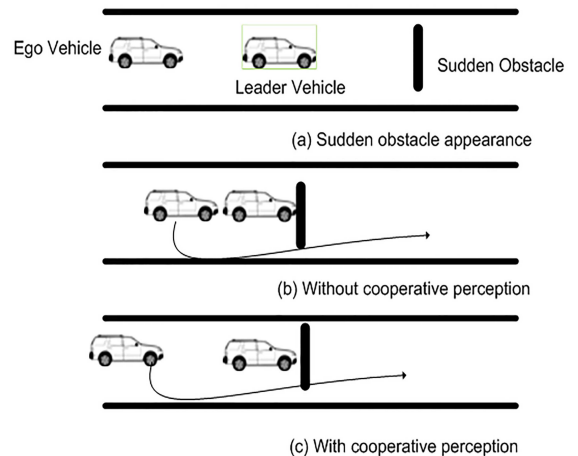 Ego Vehicle
Leader Vehicle
Sudden Obstacle
(a) Sudden obstacle appearance
(b) Without cooperative perception
(c) With cooperative perception